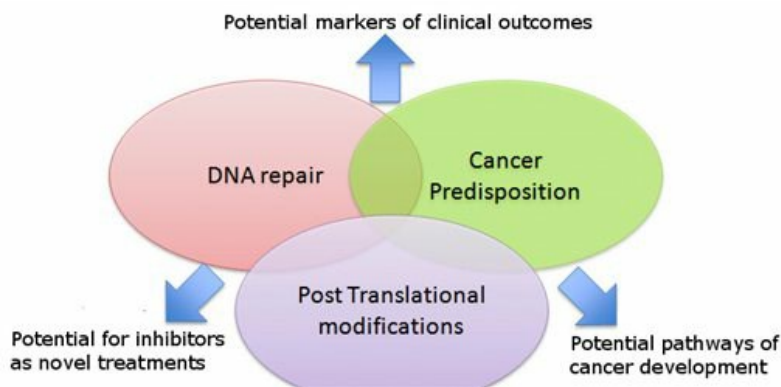 Potential markers of clinical outcomes
DNA repair
Cancer
Predisposition
Post Translational
modifications
Potential for inhibitors
as novel treatments
Potential pathways of
cancer development